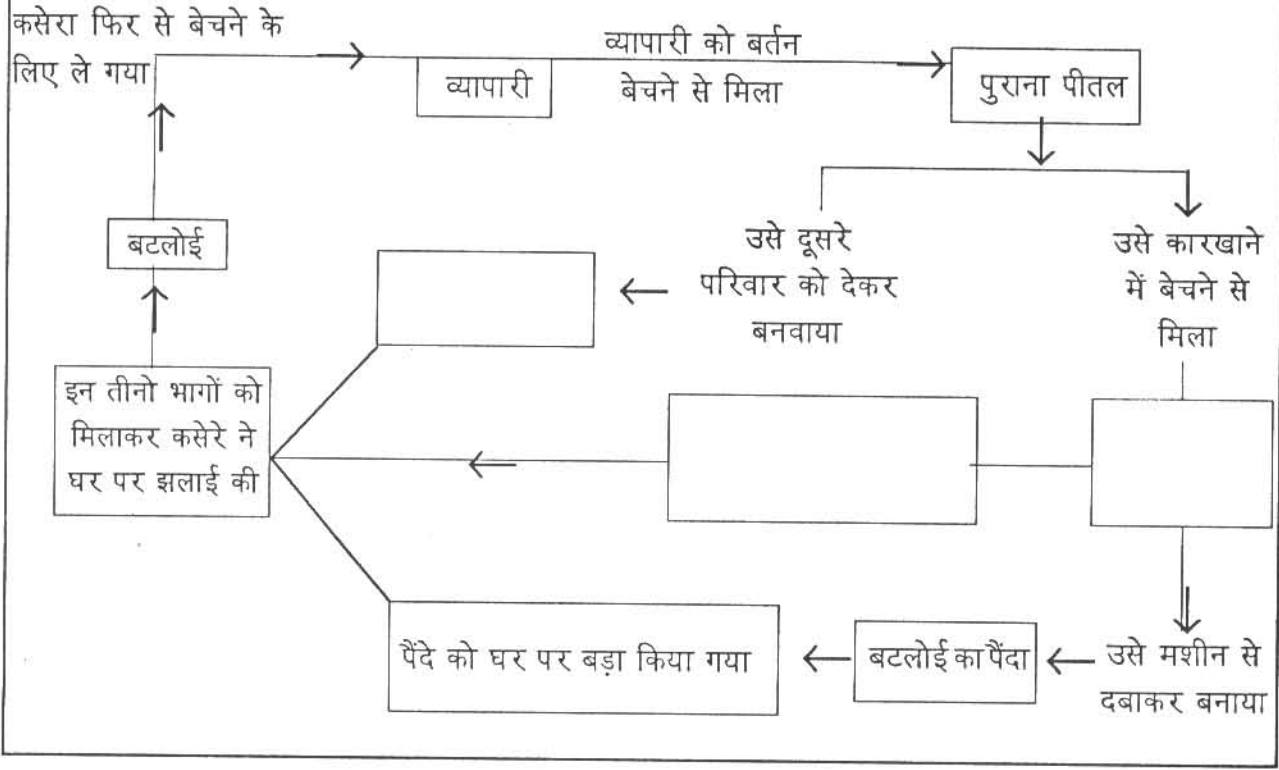 कसेरा फिर से बेचने के
लिए ले गया
व्यापारी
व्यापारी को बर्तन
बेचने से मिला
पुराना पीतल
बटलोई
उसे दूसरे
परिवार को देकर
बनवाया
उसे कारखाने
में बेचने से
मिला
इन तीनो भागों को
मिलाकर कसेरे ने
घर पर झलाई की
पैंदे को घर पर बड़ा किया गया
बटलोई का पैंदा
उसे मशीन से
दबाकर बनाया